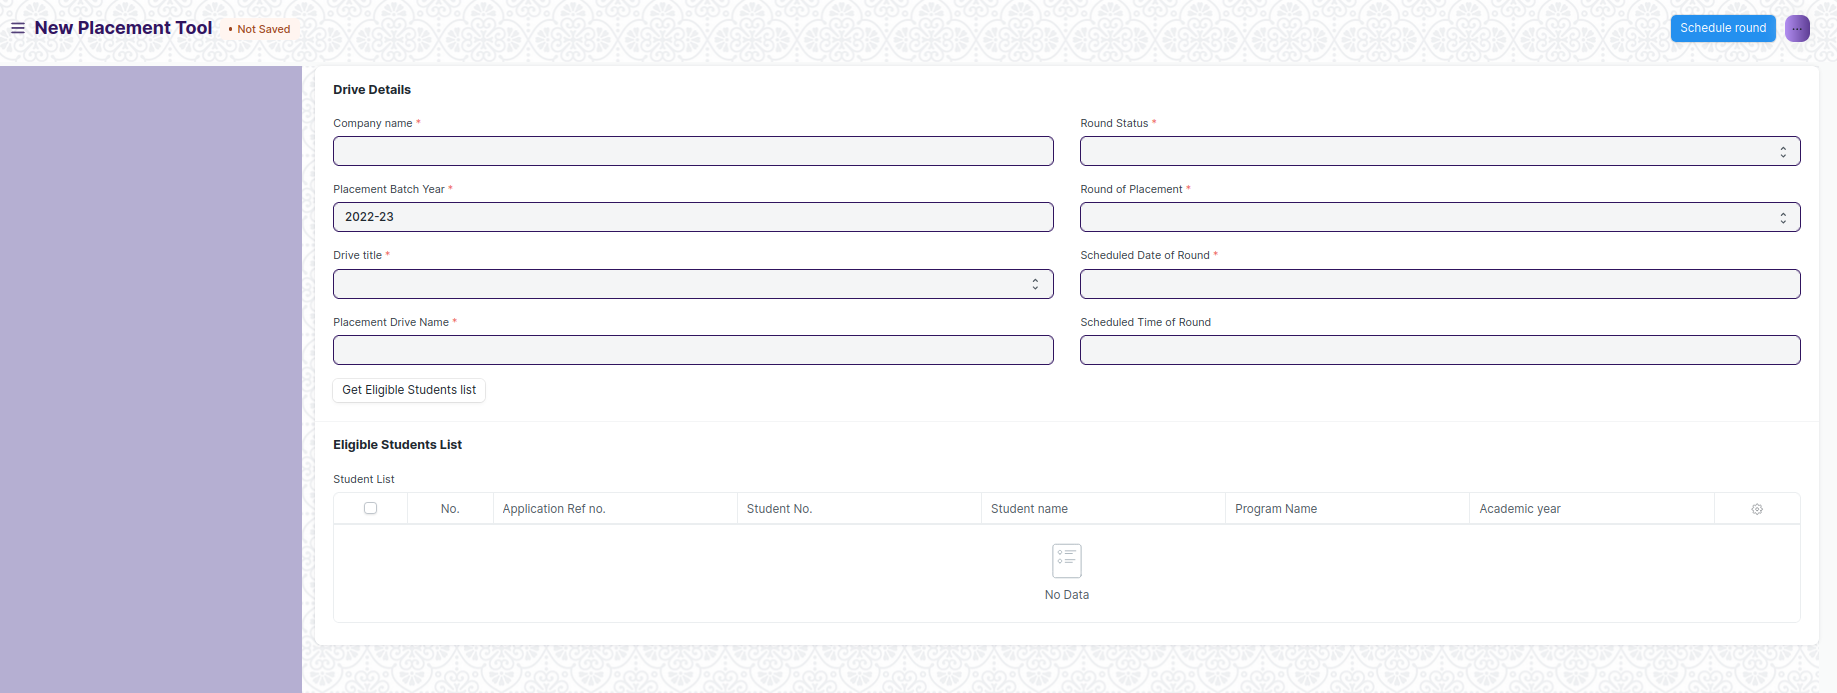 New Placement Tool
• Not Saved
Schedule round
...
Drive Details
Company name *
Round Status *
Placement Batch Year *
2022-23
Round of Placement *
Drive title *
Scheduled Date of Round *
Placement Drive Name *
Scheduled Time of Round
Get Eligible Students list
Eligible Students List
Student List
No. Application Ref no. Student No. Student name Program Name Academic year
No Data